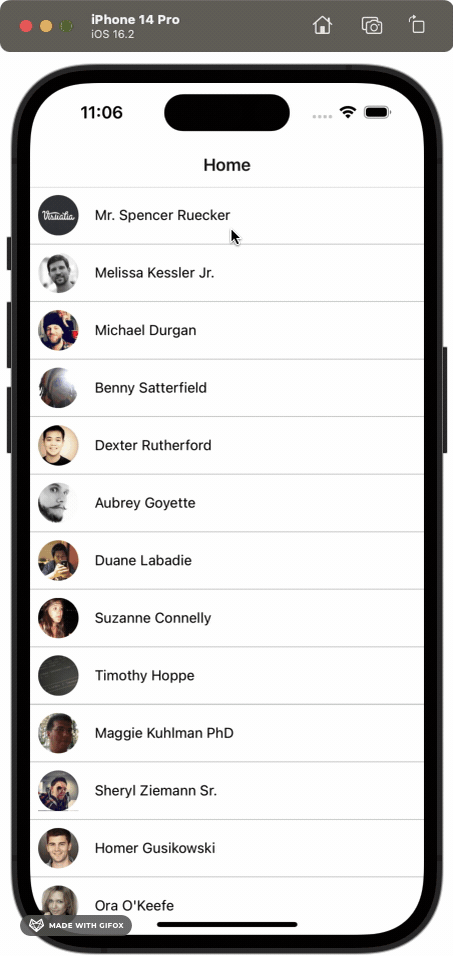 iPhone 14 Pro
iOS 16.2
11:06
Home
Visualia
Mr. Spencer Ruecker
Melissa Kessler Jr.
Michael Durgan
Benny Satterfield
Dexter Rutherford
Aubrey Goyette
Duane Labadie
Suzanne Connelly
Timothy Hoppe
Maggie Kuhlman PhD
Sheryl Ziemann Sr.
Homer Gusikowski
Ora O'Keefe
MADE WITH GIFOX